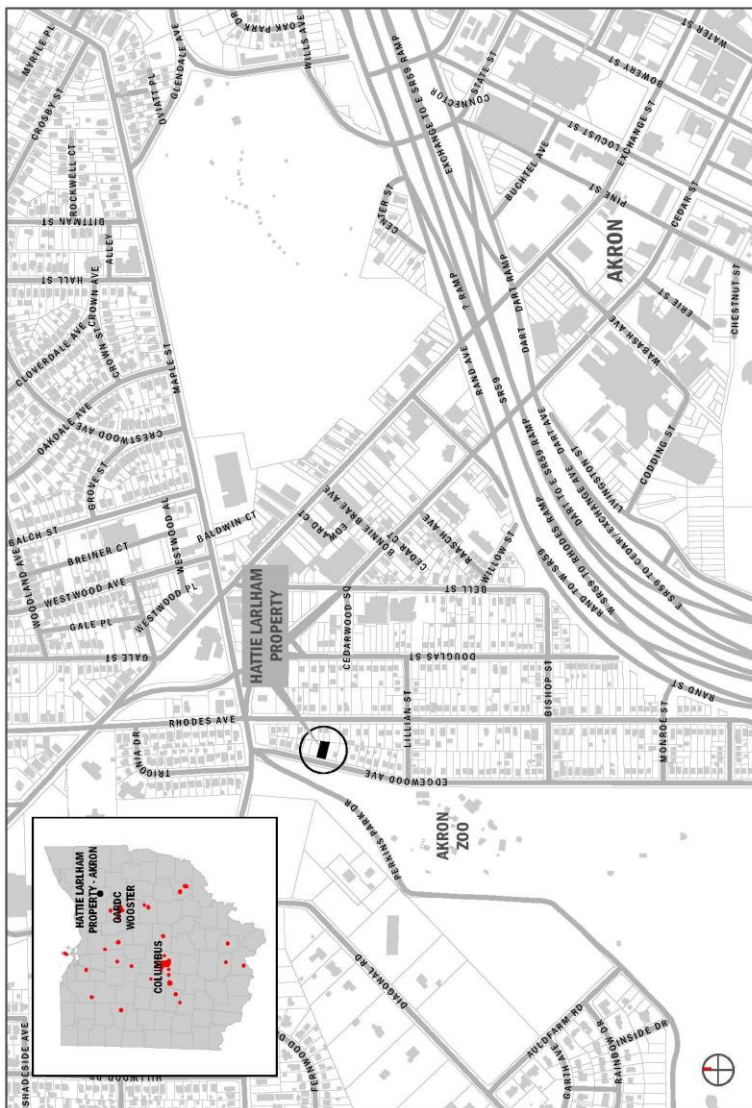 MYRTLE PL
CROSBY ST
ROCKWELL CT
BITTMAN ST
ALLEY
HALL ST
CROWN AVE
CLOVERDALE AVE
CROWN ST
OAKDALE AVE
CRESTWOOD AVE
GROVE ST
MAPLE ST
BALCH ST
WOODLAND AVE
BREINER CT
WESTWOOD AL
WESTWOOD AVE
BALDWIN CT
GALE PL
WESTWOOD PL
GALE ST
OAK PARK DR
GLENDALE AVE
WILLS AVE
OVIATT PL
EXCHANGE TO E SR59 RAMP
CONNECTOR
STATE ST
WATER ST
BOWERY ST
LOCUST ST
EXCHANGE ST
BUCHTEL AVE
PINE ST
CEDAR ST
CENTER ST
AKRON
ERIE ST
CHESTNUT ST
WABASH AVE
? RAMP
DART RAMP
DART
RAND AVE
SR59
CODDING ST
LIVINGSTON ST
DART TO E SR59 RAMP
E SR59 TO CEDAR/EXCHANGE AVE
DART AVE
W SR59 TO RHODES RAMP
RAND TO W SR59
RAND ST
BONNIE BRAE AVE
CEDAR CT
RAASCH AVE
WILLOW ST
BELL ST
CEDARWOOD SQ
DOUGLAS ST
HATTIE LARLHAM
PROPERTY
LILLIAN ST
BISHOP ST
MONROE ST
RHODES AVE
TRIGONIA DR
EDGEWOOD AVE
PERKINS PARK DR
AKRON
ZOO
DIAGONAL RD
AULDFARM RD
GARTH AVE
RAINBOW DR
INSIDE DR
FERNWOOD DR
SHADESIDE AVE
HATTIE LARLHAM
PROPERTY - AKRON
OARDC
WOOSTER
COLUMBUS